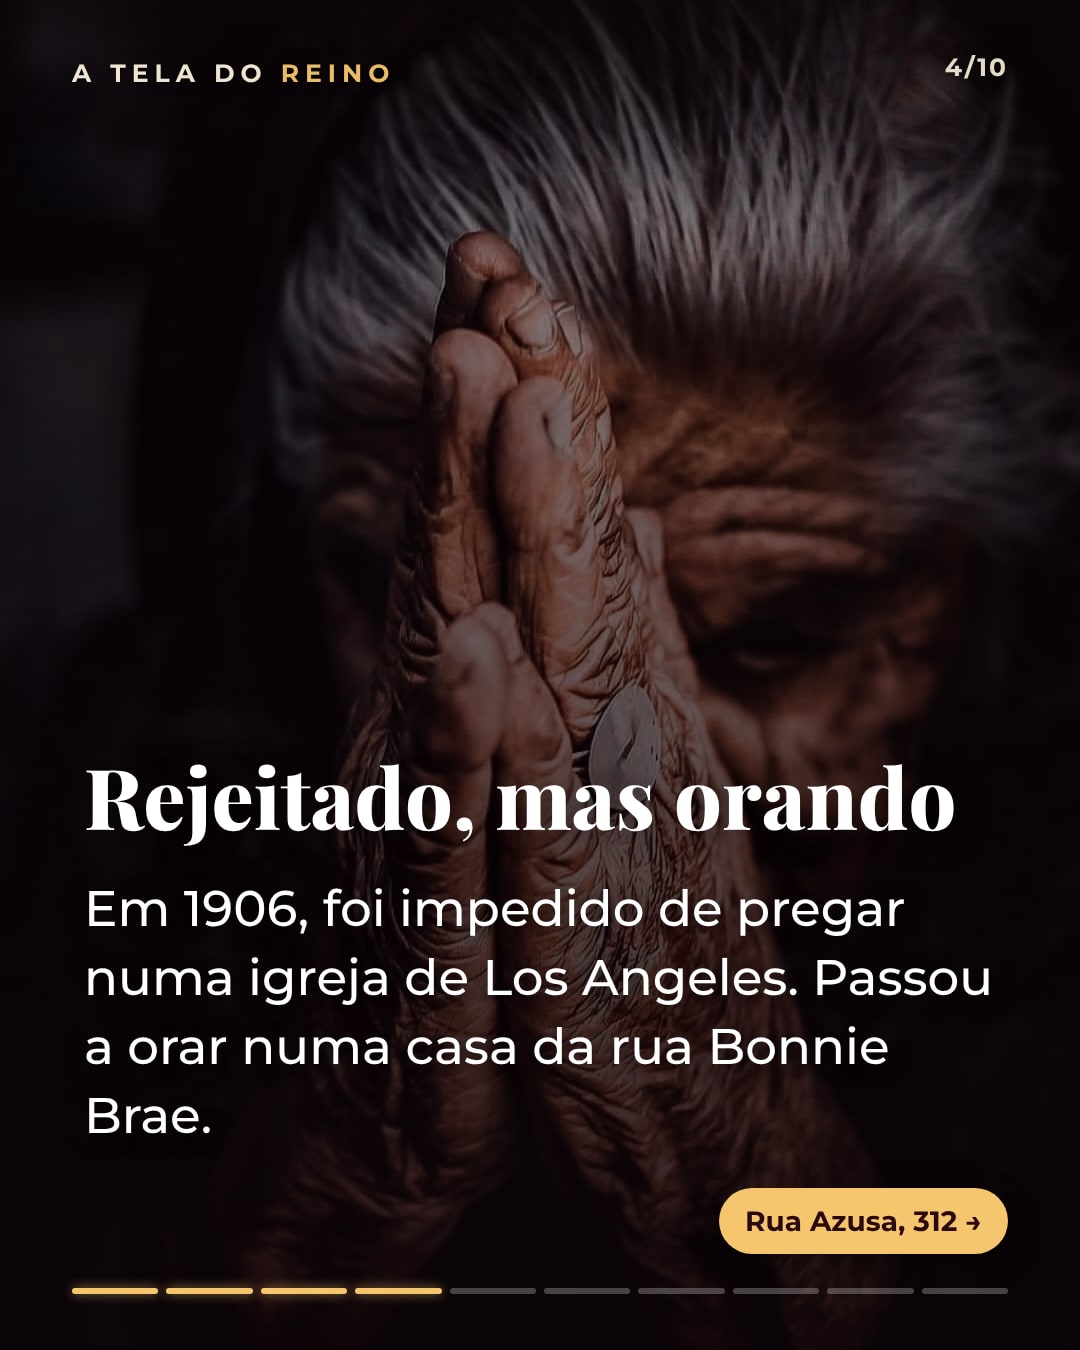 A TELA DO REINO
4/10
Rejeitado, mas orando
Em 1906, foi impedido de pregar
numa igreja de Los Angeles. Passou
a orar numa casa da rua Bonnie
Brae.
Rua Azusa, 312 →